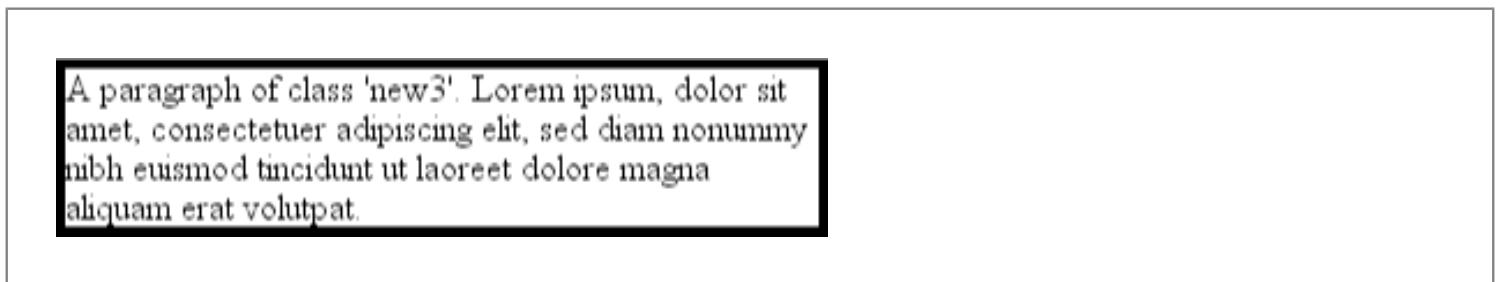 A paragraph of class 'new3'. Lorem ipsum, dolor sit
amet, consectetuer adipiscing elit, sed diam nonummy
nibh euismod tincidunt ut laoreet dolore magna
aliquam erat volutpat.